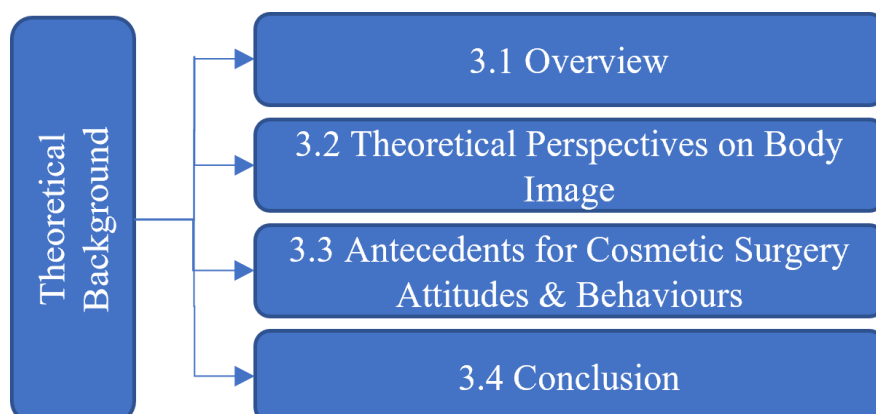 Theoretical
Background
3.1 Overview
3.2 Theoretical Perspectives on Body
Image
3.3 Antecedents for Cosmetic Surgery
Attitudes & Behaviours
3.4 Conclusion